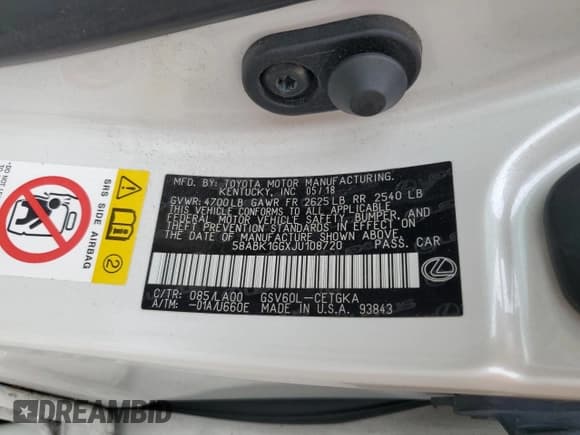 MFD. BY: TOYOTA MOTOR MANUFACTURING.
KENTUCKY, INC 05/18
GVWR: 4700LB GAWR FR 2625LB RR 2540 LB
THIS VEHICLE CONFORMS TO ALL APPLICABLE
FEDERAL MOTOR VEHICLE SAFETY, BUMPER, AND
THEFT PREVENTION STANDARDS IN EFFECT ON
THE DATE OF MANUFACTURE SHOWN ABOVE.
58ABK1GGXJU108720 PASS. CAR
C/TR: 085/LA00 GSV60L-CETGKA
A/TM: -01A/U660E MADE IN U.S.A. 93843
SRS SIDE AIRBAG
2
DREAMBID